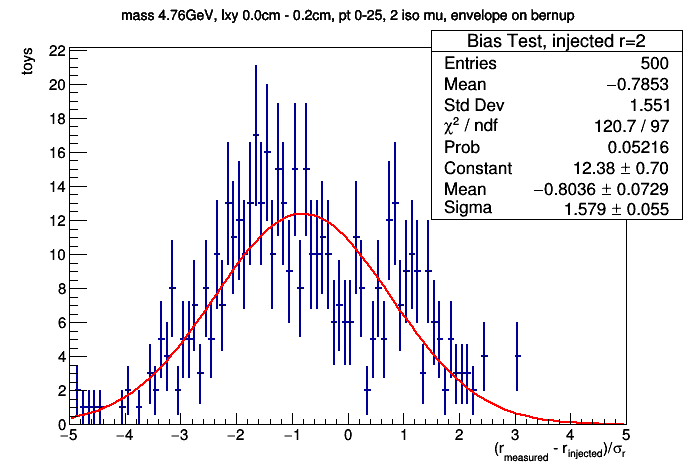 mass 4.76GeV, lxy 0.0cm - 0.2cm, pt 0-25, 2 iso mu, envelope on bernup
Bias Test, injected r=2
Entries 500
Mean −0.7853
Std Dev 1.551
χ² / ndf 120.7 / 97
Prob 0.05216
Constant 12.38 ± 0.70
Mean −0.8036 ± 0.0729
Sigma 1.579 ± 0.055
toys
22
20
18
16
14
12
10
8
6
4
2
0
−5 −4 −3 −2 −1 0 1 2 3 4 5
(r_measured - r_injected)/σ_r